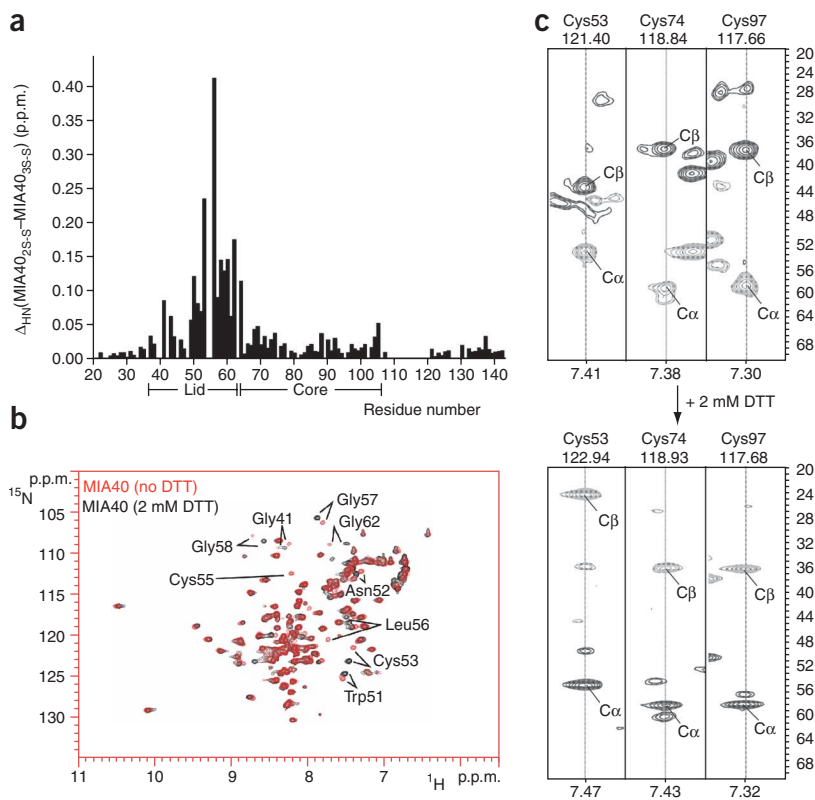 a
Δ_HN(MIA40_2S-S–MIA40_3S-S) (p.p.m.)
0.40
0.35
0.30
0.25
0.20
0.15
0.10
0.05
0.00
20 30 40 50 60 70 80 90 100 110 120 130 140
Lid Core
Residue number
b
p.p.m.
15N
105
110
115
120
125
130
MIA40 (no DTT)
MIA40 (2 mM DTT)
Gly57
Gly41
Gly62
Gly58
Cys55
Asn52
Leu56
Cys53
Trp51
11 10 9 8 7
1H p.p.m.
c
Cys53 Cys74 Cys97
121.40 118.84 117.66
20
24
28
32
36
40
44
48
52
56
60
64
68
Cβ
Cβ
Cβ
Cα
Cα
Cα
7.41 7.38 7.30
+ 2 mM DTT
Cys53 Cys74 Cys97
122.94 118.93 117.68
20
24
28
32
36
40
44
48
52
56
60
64
68
Cβ
Cβ
Cβ
Cα
Cα
Cα
7.47 7.43 7.32